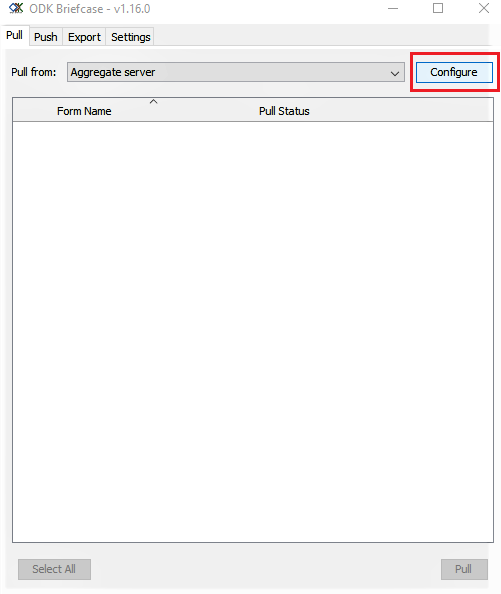 ODK Briefcase - v1.16.0
Pull Push Export Settings
Pull from: Aggregate server Configure
Form Name Pull Status
Select All Pull